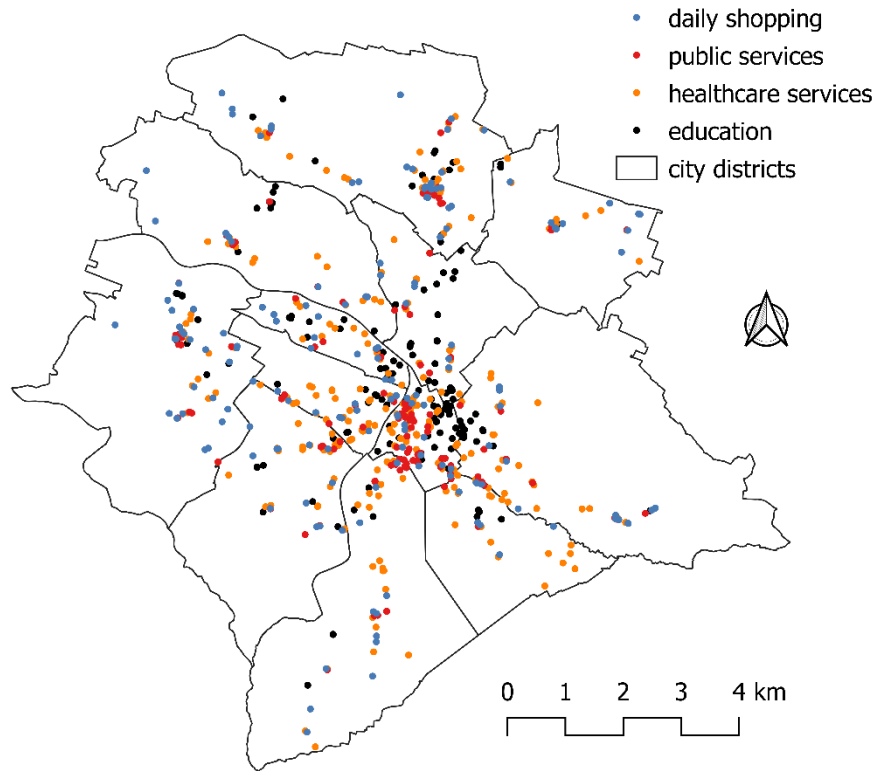 daily shopping
public services
healthcare services
education
city districts
0 1 2 3 4 km